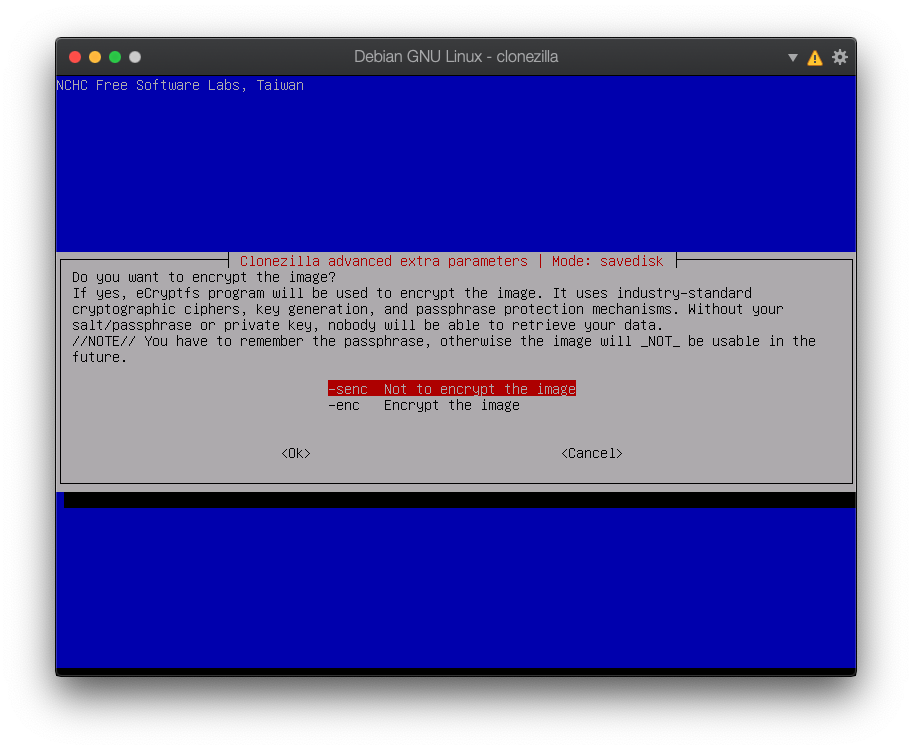 Debian GNU Linux - clonezilla
NCHC Free Software Labs, Taiwan
Clonezilla advanced extra parameters | Mode: savedisk
Do you want to encrypt the image?
If yes, eCryptfs program will be used to encrypt the image. It uses industry-standard
cryptographic ciphers, key generation, and passphrase protection mechanisms. Without your
salt/passphrase or private key, nobody will be able to retrieve your data.
//NOTE// You have to remember the passphrase, otherwise the image will _NOT_ be usable in the
future.
-senc  Not to encrypt the image
-enc   Encrypt the image
<Ok> <Cancel>